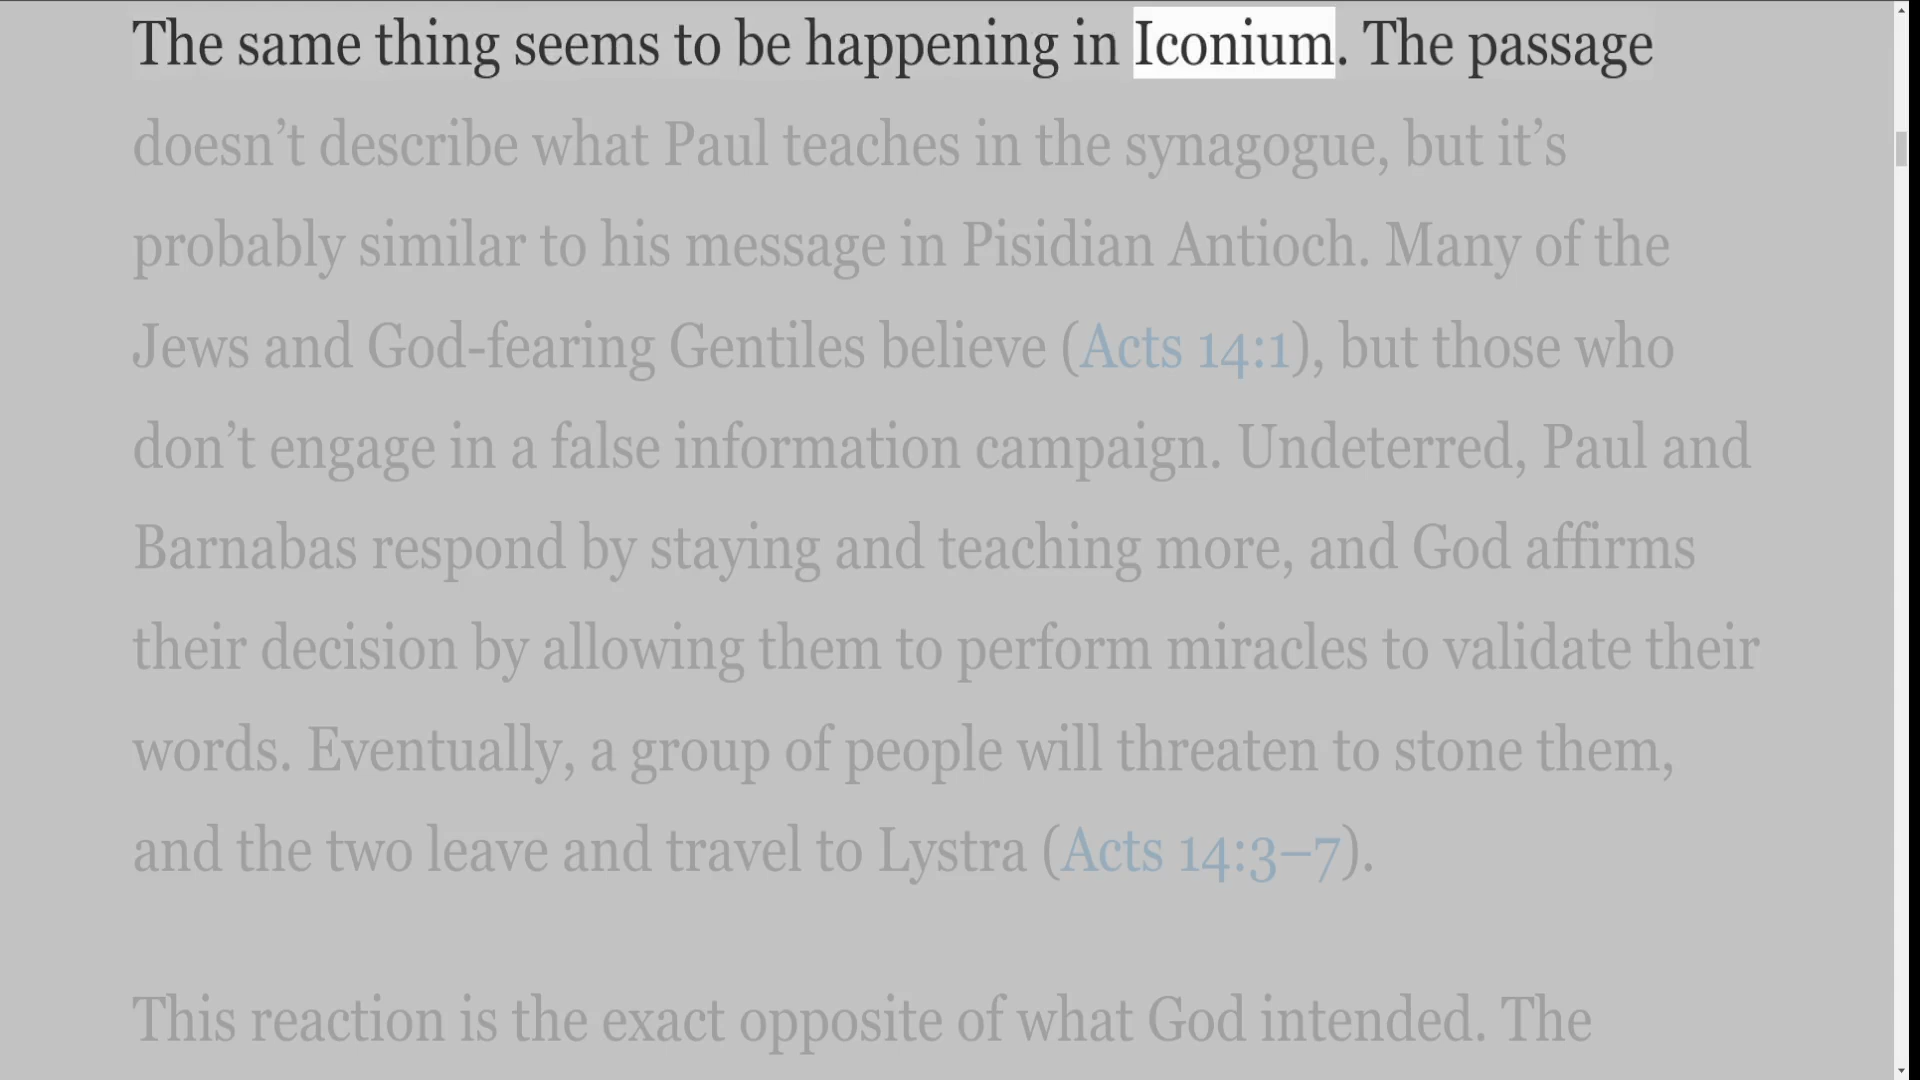 The same thing seems to be happening in Iconium. The passage
doesn’t describe what Paul teaches in the synagogue, but it’s
probably similar to his message in Pisidian Antioch. Many of the
Jews and God-fearing Gentiles believe (Acts 14:1), but those who
don’t engage in a false information campaign. Undeterred, Paul and
Barnabas respond by staying and teaching more, and God affirms
their decision by allowing them to perform miracles to validate their
words. Eventually, a group of people will threaten to stone them,
and the two leave and travel to Lystra (Acts 14:3–7).
This reaction is the exact opposite of what God intended. The